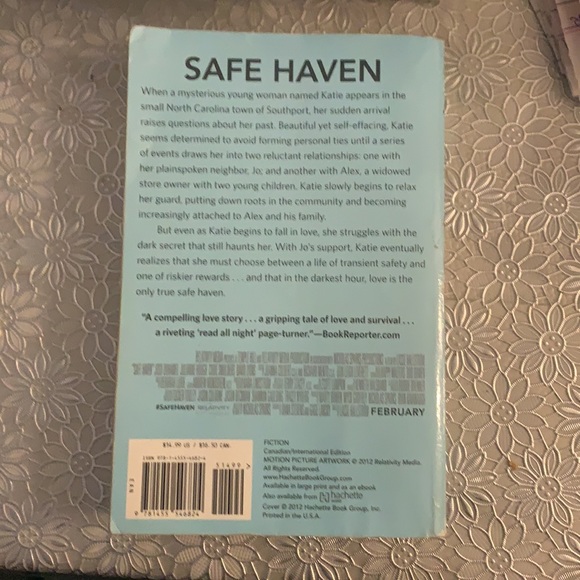 SAFE HAVEN
When a mysterious young woman named Katie appears in the
small North Carolina town of Southport, her sudden arrival
raises questions about her past. Beautiful yet self-effacing, Katie
seems determined to avoid forming personal ties until a series
of events draws her into two reluctant relationships: one with
her plainspoken neighbor, Jo; and another with Alex, a widowed
store owner with two young children. Katie slowly begins to relax
her guard, putting down roots in the community and becoming
increasingly attached to Alex and his family.
But even as Katie begins to fall in love, she struggles with the
dark secret that still haunts her. With Jo's support, Katie eventually
realizes that she must choose between a life of transient safety and
one of riskier rewards . . . and that in the darkest hour, love is the
only true safe haven.
"A compelling love story . . . a gripping tale of love and survival . . .
a riveting 'read all night' page-turner."—BookReporter.com
#SAFEHAVEN
FEBRUARY
$14.99 US / $16.50 CAN.
ISBN 978-1-4555-4682-4
51499 >
9 781455 546824
FICTION
Canadian/International Edition
MOTION PICTURE ARTWORK © 2012 Relativity Media.
All Rights Reserved.
www.HachetteBookGroup.com
Available in large print and as an ebook
Also available from hachette
Cover © 2012 Hachette Book Group, Inc.
Printed in the U.S.A.